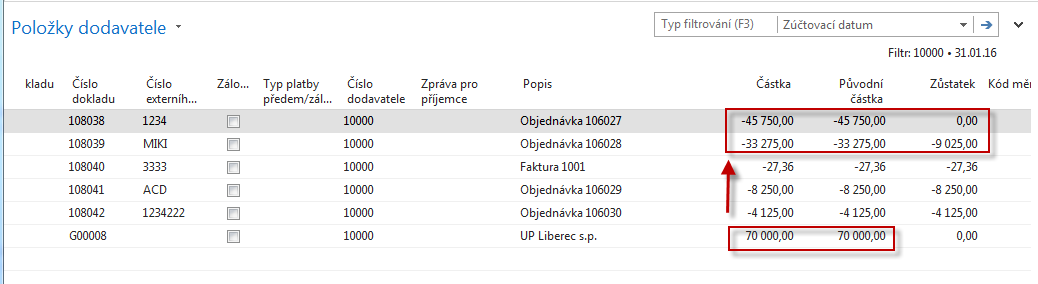 Položky dodavatele
Typ filtrování (F3) Zúčtovací datum
Filtr: 10000 • 31.01.16
kladu Číslo dokladu Číslo externíh... Zálo... Typ platby předem/zál... Číslo dodavatele Zpráva pro příjemce Popis Částka Původní částka Zůstatek Kód měr
108038 1234 10000 Objednávka 106027 -45 750,00 -45 750,00 0,00
108039 MIKI 10000 Objednávka 106028 -33 275,00 -33 275,00 -9 025,00
108040 3333 10000 Faktura 1001 -27,36 -27,36 -27,36
108041 ACD 10000 Objednávka 106029 -8 250,00 -8 250,00 -8 250,00
108042 1234222 10000 Objednávka 106030 -4 125,00 -4 125,00 -4 125,00
G00008 10000 UP Liberec s.p. 70 000,00 70 000,00 0,00